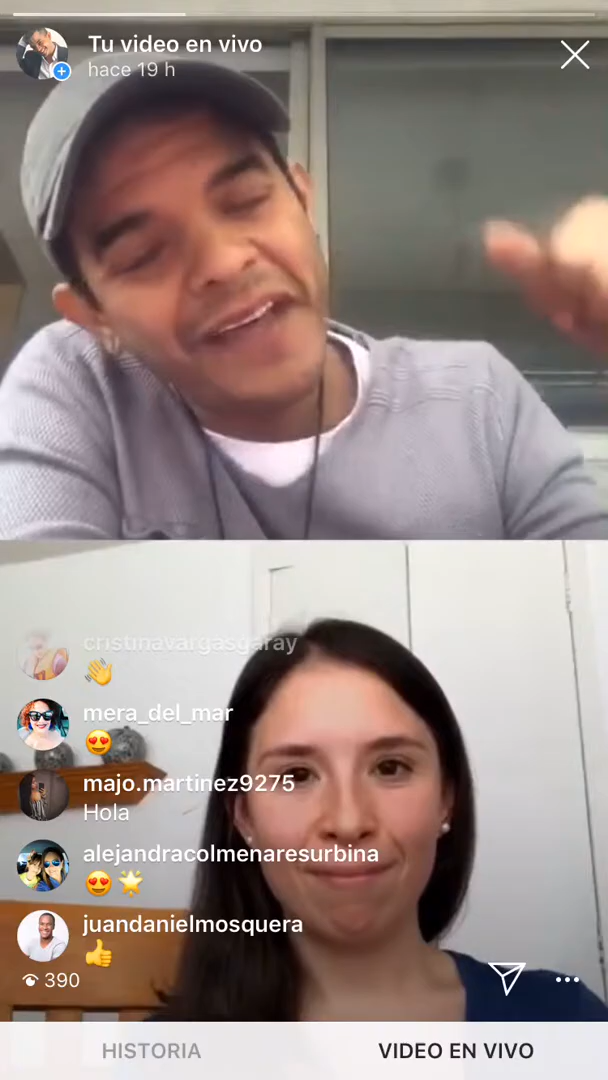 Tu video en vivo
hace 19 h
cristinavargasgaray
👋
mera_del_mar
😍
majo.martinez9275
Hola
alejandracolmenaresurbina
😍🌟
juandanielmosquera
👍
390
HISTORIA
VIDEO EN VIVO